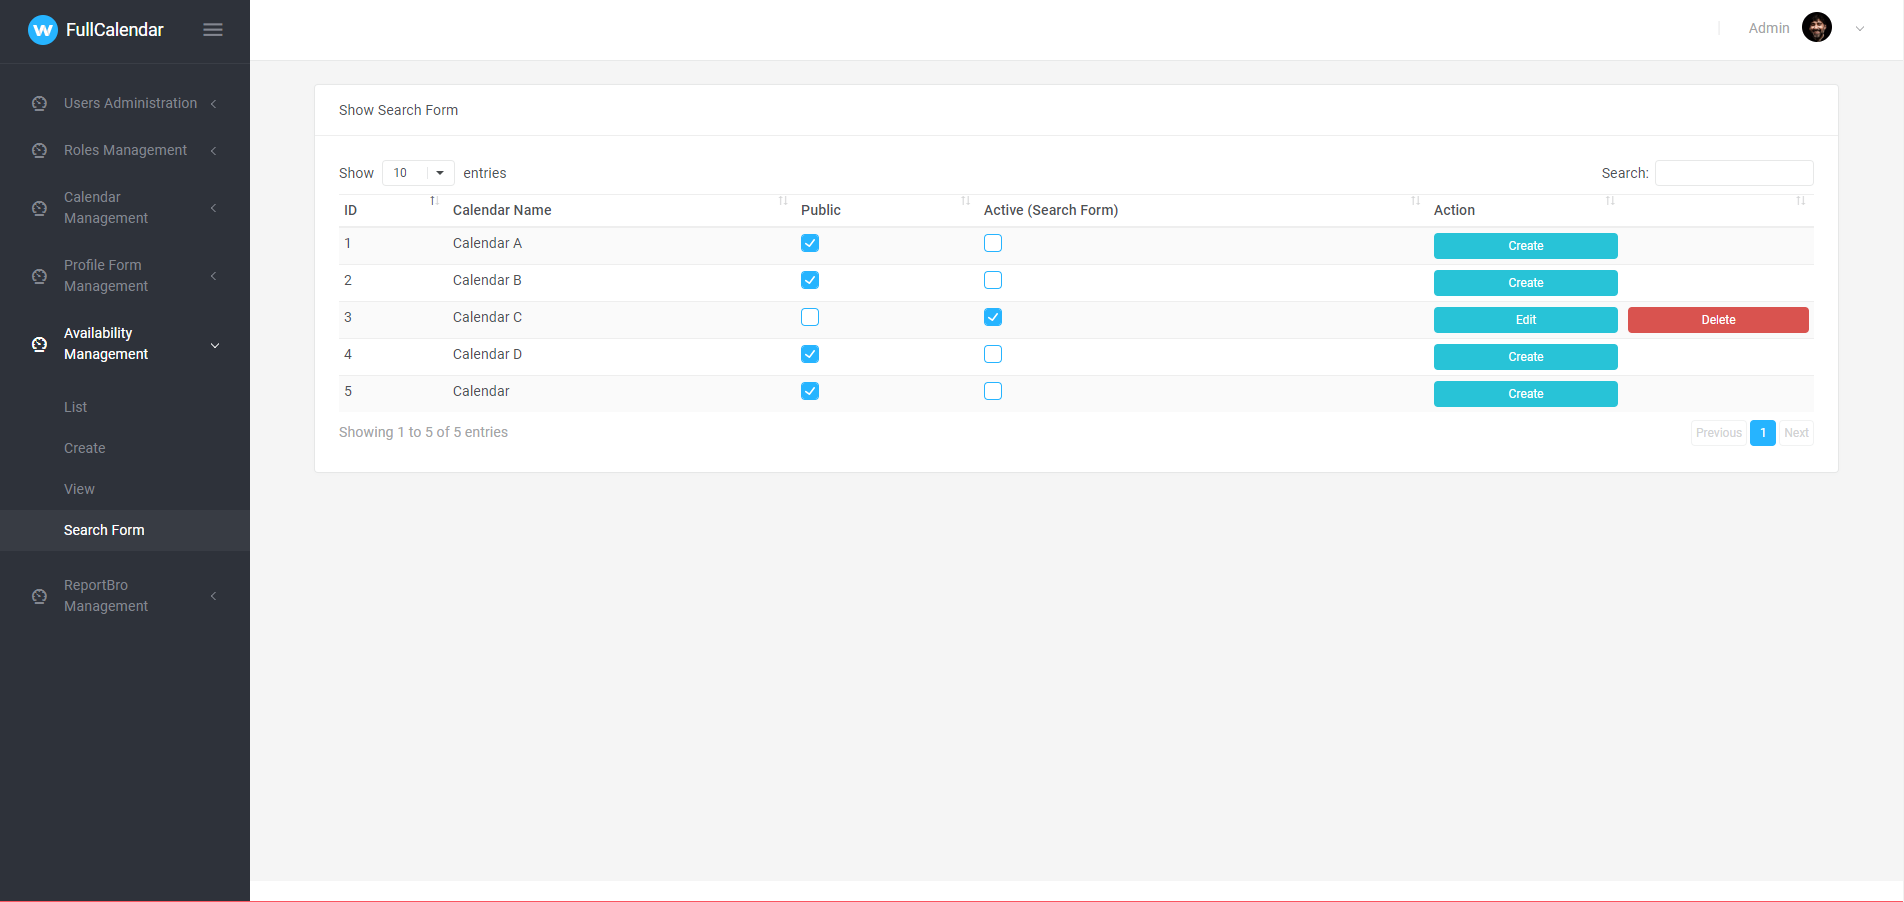 W FullCalendar
Admin
Users Administration
Roles Management
Calendar
Management
Profile Form
Management
Availability
Management
List
Create
View
Search Form
ReportBro
Management
Show Search Form
Show 10 entries
Search:
ID Calendar Name Public Active (Search Form) Action
1 Calendar A Create
2 Calendar B Create
3 Calendar C Edit Delete
4 Calendar D Create
5 Calendar Create
Showing 1 to 5 of 5 entries
Previous 1 Next